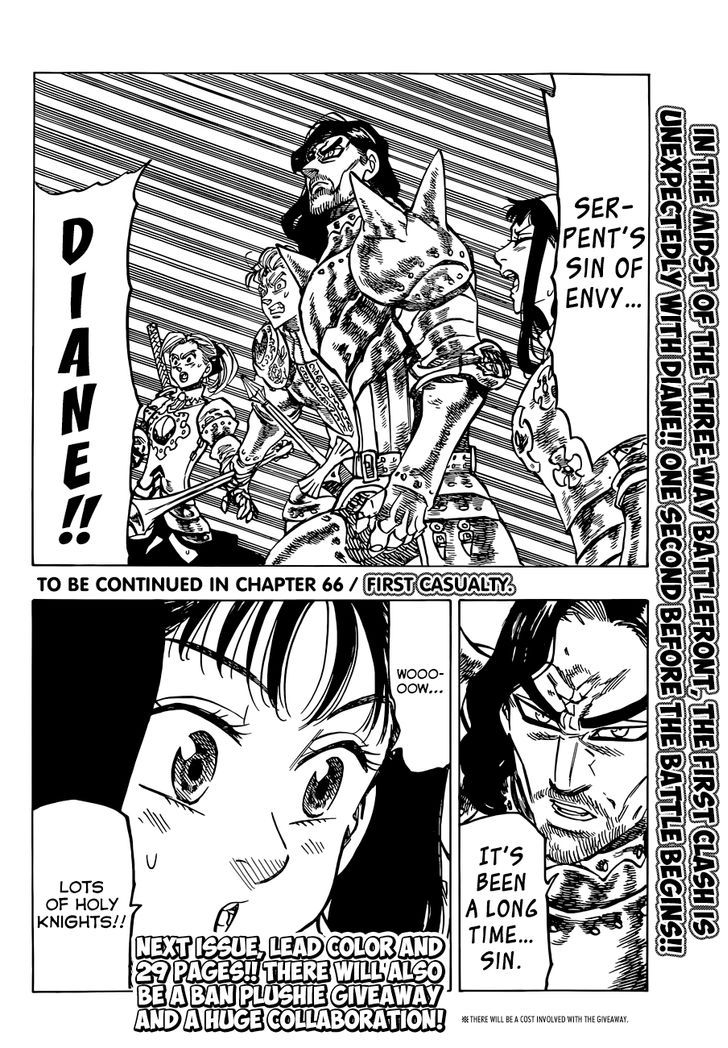 IN THE MIDST OF THE THREE-WAY BATTLEFRONT, THE FIRST CLASH IS
UNEXPECTEDLY WITH DIANE!! ONE SECOND BEFORE THE BATTLE BEGINS!!
SER-
PENT'S
SIN OF
ENVY...
DIANE!!
TO BE CONTINUED IN CHAPTER 66 / FIRST CASUALTY.
IT'S
BEEN
A LONG
TIME...
SIN.
WOOO-
OOW...
LOTS
OF HOLY
KNIGHTS!!
NEXT ISSUE, LEAD COLOR AND
29 PAGES!! THERE WILL ALSO
BE A BAN PLUSHIE GIVEAWAY
AND A HUGE COLLABORATION!
※THERE WILL BE A COST INVOLVED WITH THE GIVEAWAY.